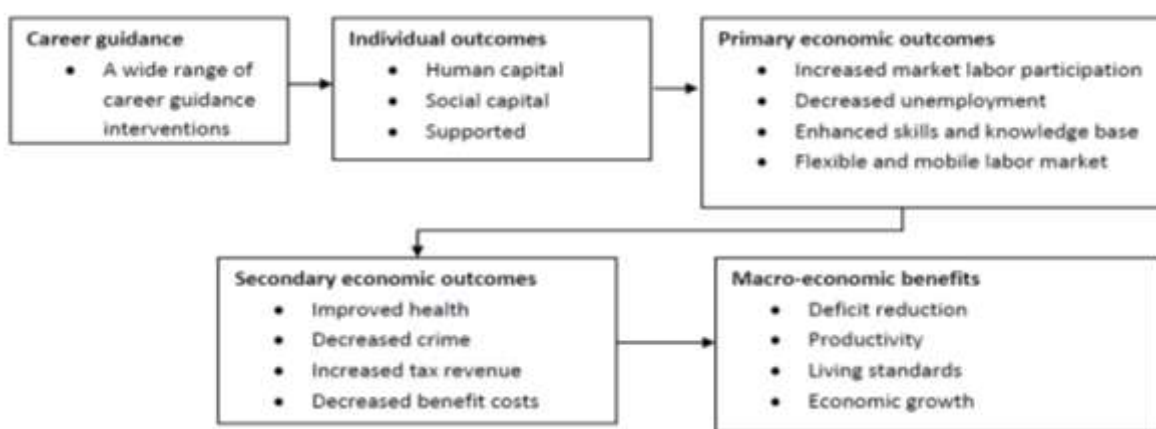 Career guidance
• A wide range of
career guidance
interventions
Individual outcomes
• Human capital
• Social capital
• Supported
Primary economic outcomes
• Increased market labor participation
• Decreased unemployment
• Enhanced skills and knowledge base
• Flexible and mobile labor market
Secondary economic outcomes
• Improved health
• Decreased crime
• Increased tax revenue
• Decreased benefit costs
Macro-economic benefits
• Deficit reduction
• Productivity
• Living standards
• Economic growth